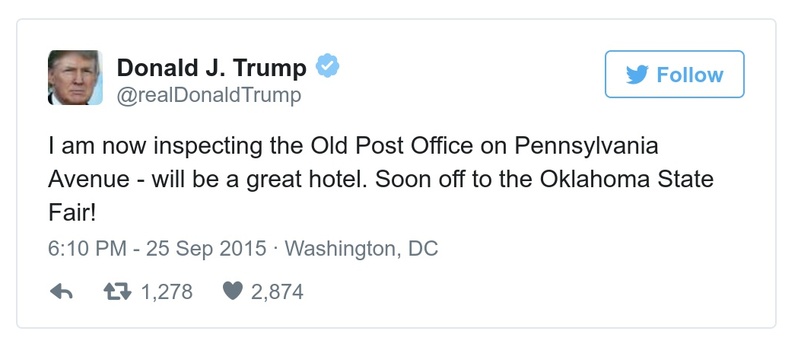 Donald J. Trump
@realDonaldTrump
Follow
I am now inspecting the Old Post Office on Pennsylvania
Avenue - will be a great hotel. Soon off to the Oklahoma State
Fair!
6:10 PM - 25 Sep 2015 · Washington, DC
1,278 2,874